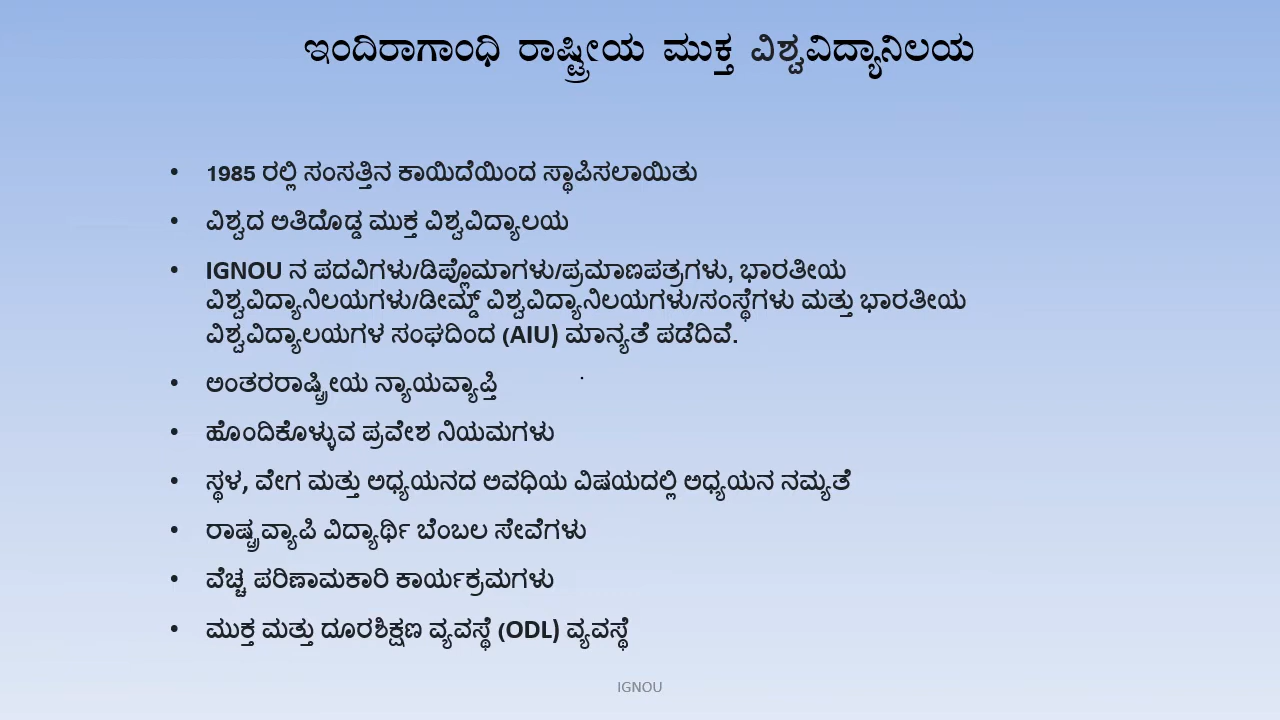 ಇಂದಿರಾಗಾಂಧಿ ರಾಷ್ಟ್ರೀಯ ಮುಕ್ತ ವಿಶ್ವವಿದ್ಯಾನಿಲಯ
• 1985 ರಲ್ಲಿ ಸಂಸತ್ತಿನ ಕಾಯಿದೆಯಿಂದ ಸ್ಥಾಪಿಸಲಾಯಿತು
• ವಿಶ್ವದ ಅತಿದೊಡ್ಡ ಮುಕ್ತ ವಿಶ್ವವಿದ್ಯಾಲಯ
• IGNOU ನ ಪದವಿಗಳು/ಡಿಪ್ಲೊಮಾಗಳು/ಪ್ರಮಾಣಪತ್ರಗಳು, ಭಾರತೀಯ
ವಿಶ್ವವಿದ್ಯಾನಿಲಯಗಳು/ಡೀಮ್ಡ್ ವಿಶ್ವವಿದ್ಯಾನಿಲಯಗಳು/ಸಂಸ್ಥೆಗಳು ಮತ್ತು ಭಾರತೀಯ
ವಿಶ್ವವಿದ್ಯಾಲಯಗಳ ಸಂಘದಿಂದ (AIU) ಮಾನ್ಯತೆ ಪಡೆದಿವೆ.
• ಅಂತರರಾಷ್ಟ್ರೀಯ ನ್ಯಾಯವ್ಯಾಪ್ತಿ
• ಹೊಂದಿಕೊಳ್ಳುವ ಪ್ರವೇಶ ನಿಯಮಗಳು
• ಸ್ಥಳ, ವೇಗ ಮತ್ತು ಅಧ್ಯಯನದ ಅವಧಿಯ ವಿಷಯದಲ್ಲಿ ಅಧ್ಯಯನ ನಮ್ಯತೆ
• ರಾಷ್ಟ್ರವ್ಯಾಪಿ ವಿದ್ಯಾರ್ಥಿ ಬೆಂಬಲ ಸೇವೆಗಳು
• ವೆಚ್ಚ ಪರಿಣಾಮಕಾರಿ ಕಾರ್ಯಕ್ರಮಗಳು
• ಮುಕ್ತ ಮತ್ತು ದೂರಶಿಕ್ಷಣ ವ್ಯವಸ್ಥೆ (ODL) ವ್ಯವಸ್ಥೆ
IGNOU